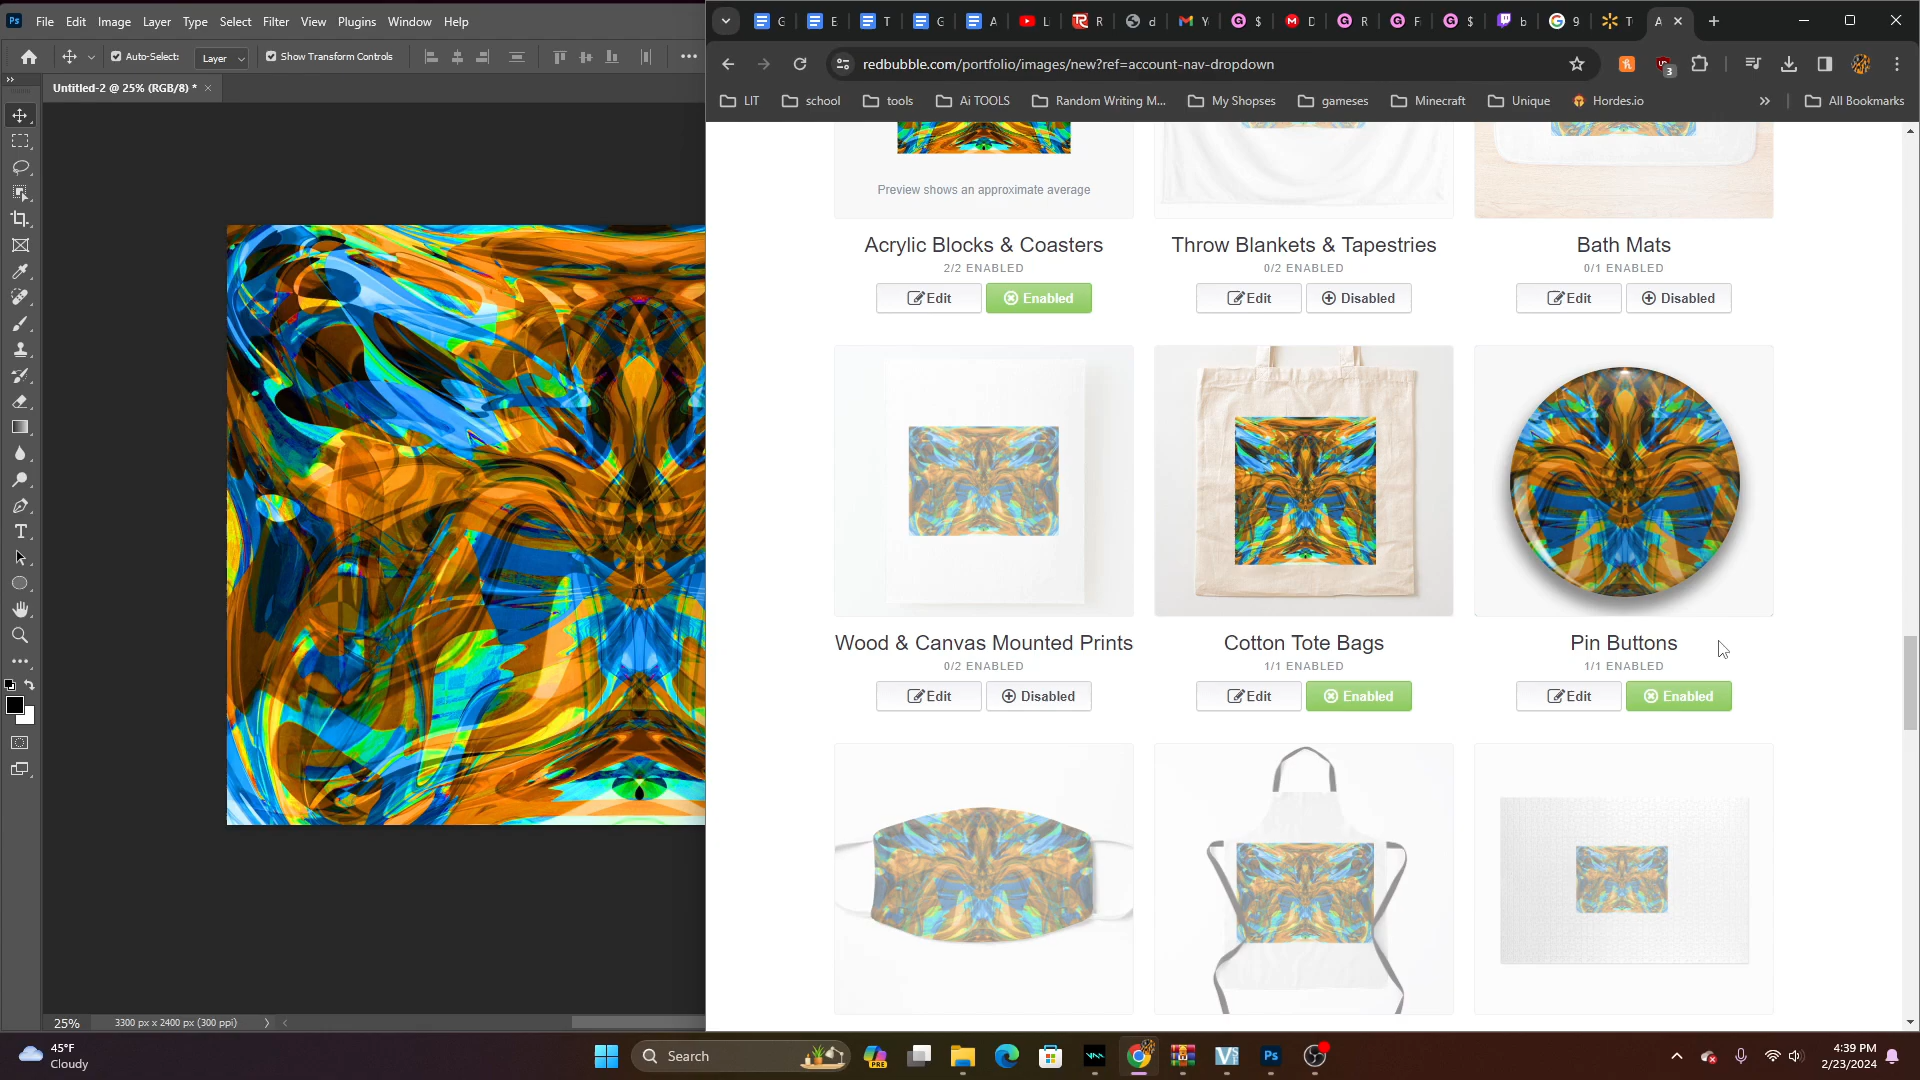 Ps File Edit Image Layer Type Select Filter View Plugins Window Help
Auto-Select: Layer Show Transform Controls
Untitled-2 @ 25% (RGB/8) *
25% 3300 px x 2400 px (300 ppi)
redbubble.com/portfolio/images/new?ref=account-nav-dropdown
3
LIT school tools Ai TOOLS Random Writing M... My Shopses gameses Minecraft Unique Hordes.io » All Bookmarks
Preview shows an approximate average
Acrylic Blocks & Coasters
2/2 ENABLED
Edit Enabled
Throw Blankets & Tapestries
0/2 ENABLED
Edit Disabled
Bath Mats
0/1 ENABLED
Edit Disabled
Wood & Canvas Mounted Prints
0/2 ENABLED
Edit Disabled
Cotton Tote Bags
1/1 ENABLED
Edit Enabled
Pin Buttons
1/1 ENABLED
Edit Enabled
45°F
Cloudy
Search
PRE
Ps
4:39 PM
2/23/2024